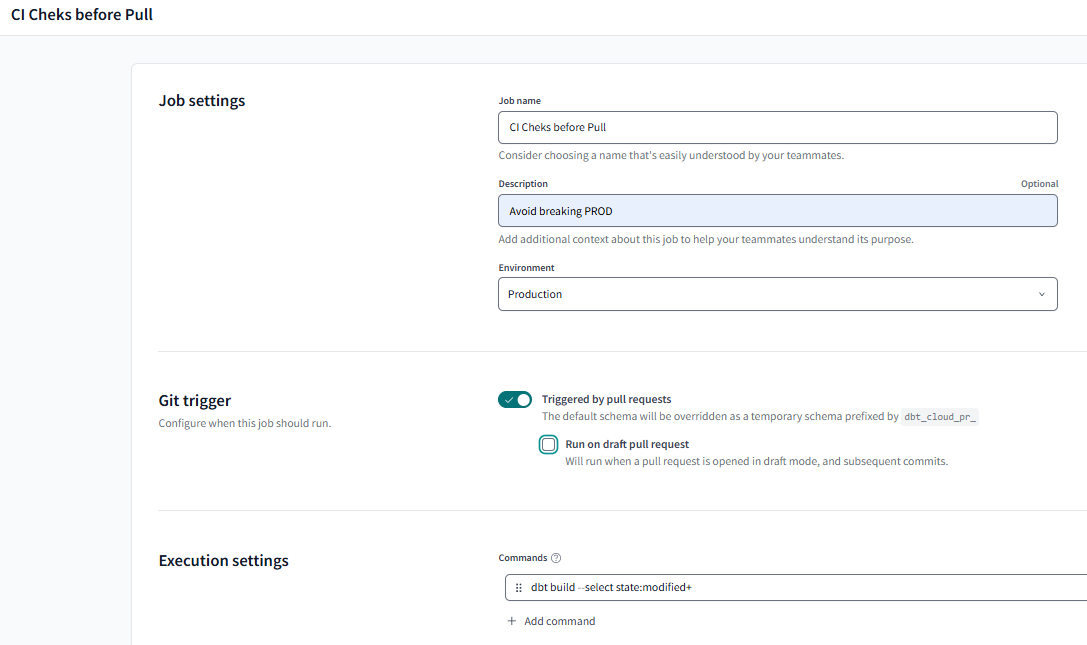 CI Cheks before Pull
Job settings
Job name
CI Cheks before Pull
Consider choosing a name that's easily understood by your teammates.
Description Optional
Avoid breaking PROD
Add additional context about this job to help your teammates understand its purpose.
Environment
Production
Git trigger
Configure when this job should run.
Triggered by pull requests
The default schema will be overridden as a temporary schema prefixed by dbt_cloud_pr_
Run on draft pull request
Will run when a pull request is opened in draft mode, and subsequent commits.
Execution settings
Commands
dbt build --select state:modified+
+ Add command